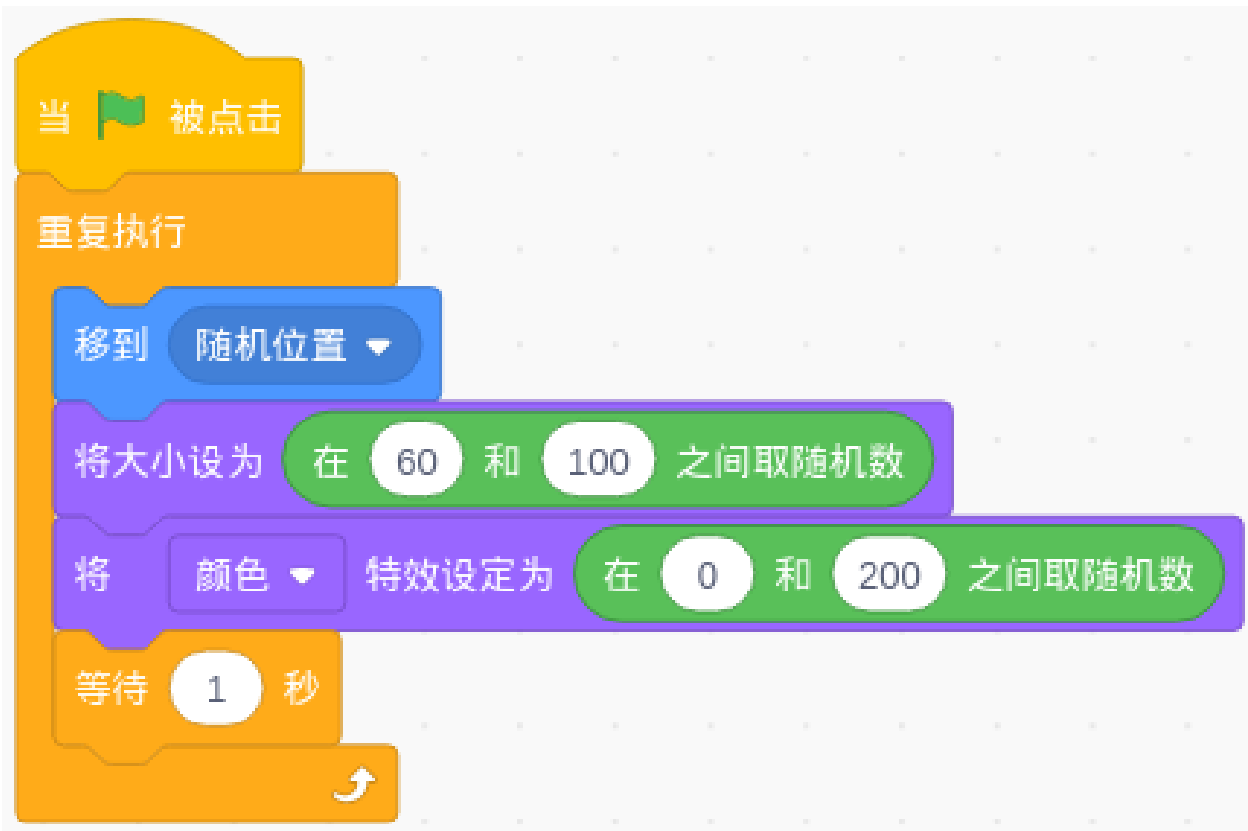 当 被点击
重复执行
移到 随机位置
将大小设为 在 60 和 100 之间取随机数
将 颜色 特效设定为 在 0 和 200 之间取随机数
等待 1 秒